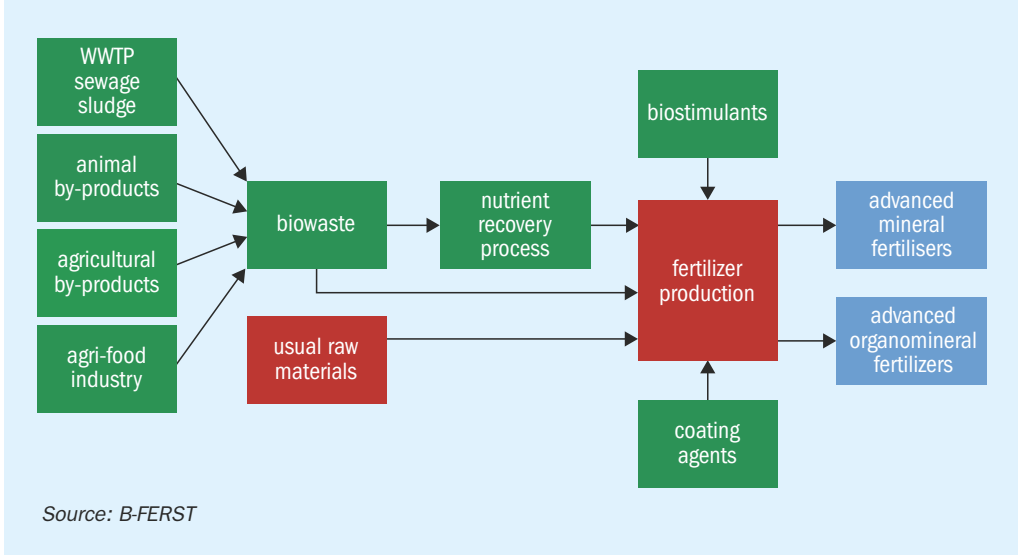 WWTP
sewage
sludge
animal
by-products
agricultural
by-products
agri-food
industry
biowaste
usual raw
materials
nutrient
recovery
process
biostimulants
fertilizer
production
coating
agents
advanced
mineral
fertilisers
advanced
organomineral
fertilizers
Source: B-FERST